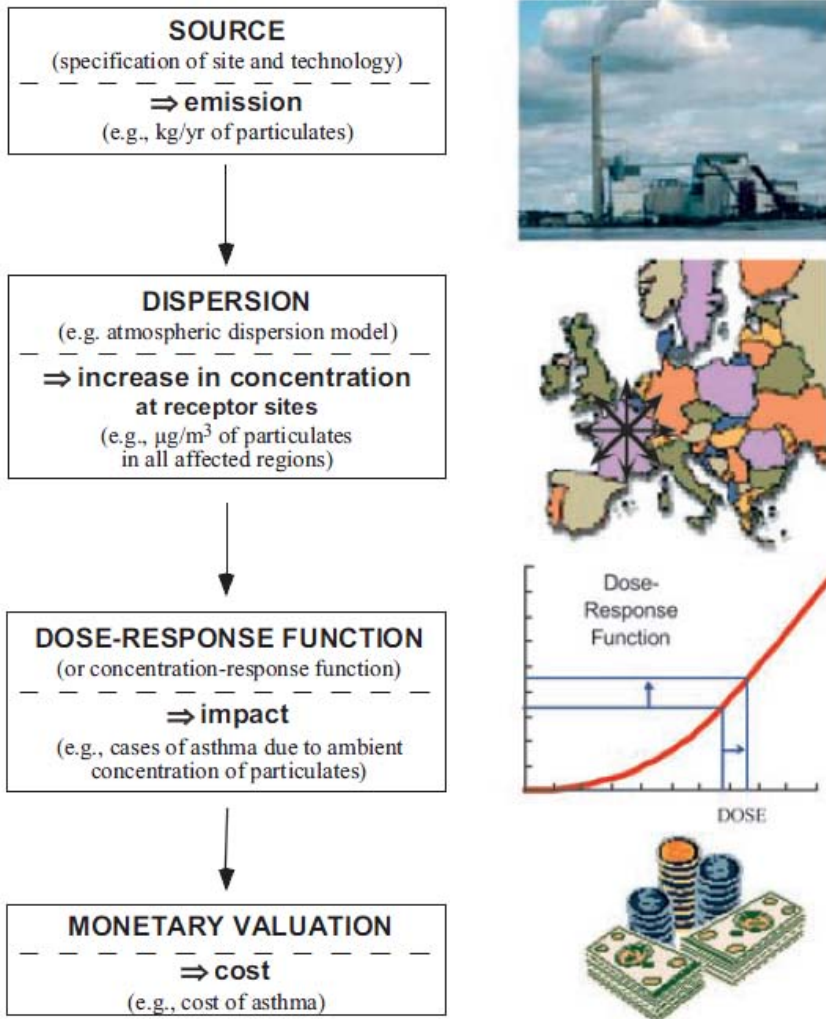 SOURCE
(specification of site and technology)
⇒ emission
(e.g., kg/yr of particulates)
DISPERSION
(e.g. atmospheric dispersion model)
⇒ increase in concentration
at receptor sites
(e.g., μg/m³ of particulates
in all affected regions)
DOSE-RESPONSE FUNCTION
(or concentration-response function)
⇒ impact
(e.g., cases of asthma due to ambient
concentration of particulates)
Dose-
Response
Function
DOSE
MONETARY VALUATION
⇒ cost
(e.g., cost of asthma)